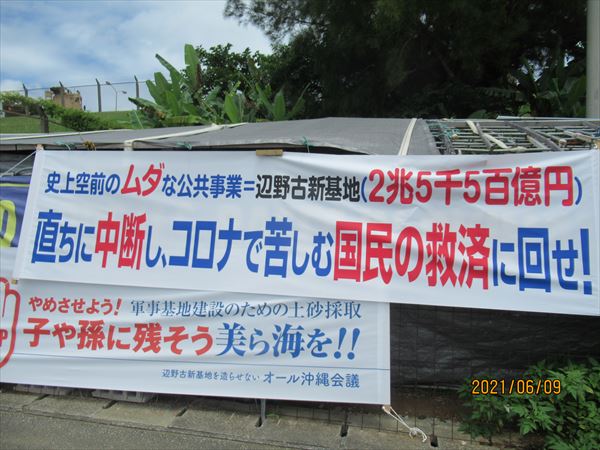 史上空前のムダな公共事業=辺野古新基地(2兆5千5百億円)
直ちに中断し、コロナで苦しむ国民の救済に回せ!
やめさせよう! 軍事基地建設のための土砂採取
子や孫に残そう 美ら海を!!
辺野古新基地を造らせない オール沖縄会議
2021/06/09